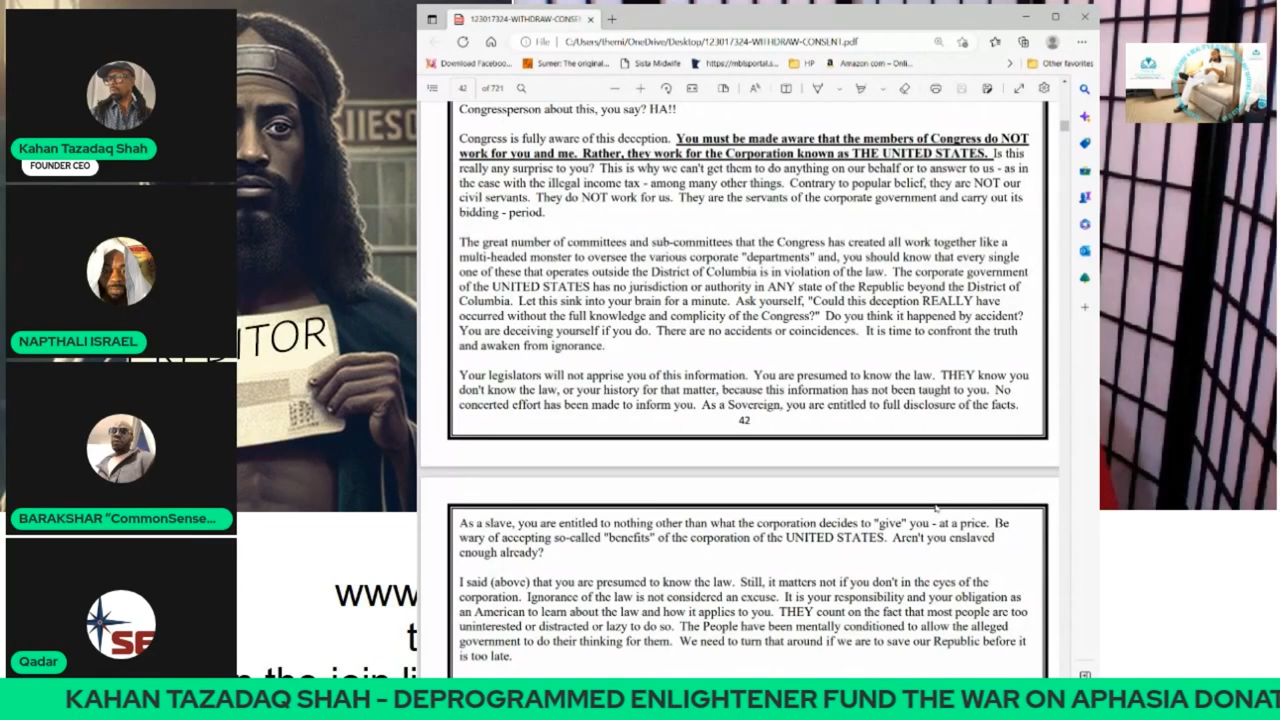 Kahan Tazadaq Shah
FOUNDER CEO
NAPTHALI ISRAEL
BARAKSHAR "CommonSense...
SE
Qadar
IIESC
ITOR
www
123017324-WITHDRAW-CONSE
File
C:/Users/themi/OneDrive/Desktop/123017324-WITHDRAW-CONSENT.pdf
Download Faceboo...
Sumer: The original...
Sista Midwife
https://mblsportal.s...
HP
Amazon.com – Onli...
Other favorites
42 of 721
Congressperson about this, you say? HA!!
Congress is fully aware of this deception. You must be made aware that the members of Congress do NOT
work for you and me. Rather, they work for the Corporation known as THE UNITED STATES. Is this
really any surprise to you? This is why we can't get them to do anything on our behalf or to answer to us - as in
the case with the illegal income tax - among many other things. Contrary to popular belief, they are NOT our
civil servants. They do NOT work for us. They are the servants of the corporate government and carry out its
bidding - period.
The great number of committees and sub-committees that the Congress has created all work together like a
multi-headed monster to oversee the various corporate "departments" and, you should know that every single
one of these that operates outside the District of Columbia is in violation of the law. The corporate government
of the UNITED STATES has no jurisdiction or authority in ANY state of the Republic beyond the District of
Columbia. Let this sink into your brain for a minute. Ask yourself, "Could this deception REALLY have
occurred without the full knowledge and complicity of the Congress?" Do you think it happened by accident?
You are deceiving yourself if you do. There are no accidents or coincidences. It is time to confront the truth
and awaken from ignorance.
Your legislators will not apprise you of this information. You are presumed to know the law. THEY know you
don't know the law, or your history for that matter, because this information has not been taught to you. No
concerted effort has been made to inform you. As a Sovereign, you are entitled to full disclosure of the facts.
42
As a slave, you are entitled to nothing other than what the corporation decides to "give" you - at a price. Be
wary of accepting so-called "benefits" of the corporation of the UNITED STATES. Aren't you enslaved
enough already?
I said (above) that you are presumed to know the law. Still, it matters not if you don't in the eyes of the
corporation. Ignorance of the law is not considered an excuse. It is your responsibility and your obligation as
an American to learn about the law and how it applies to you. THEY count on the fact that most people are too
uninterested or distracted or lazy to do so. The People have been mentally conditioned to allow the alleged
government to do their thinking for them. We need to turn that around if we are to save our Republic before it
is too late.
KAHAN TAZADAQ SHAH - DEPROGRAMMED ENLIGHTENER FUND THE WAR ON APHASIA DONAT